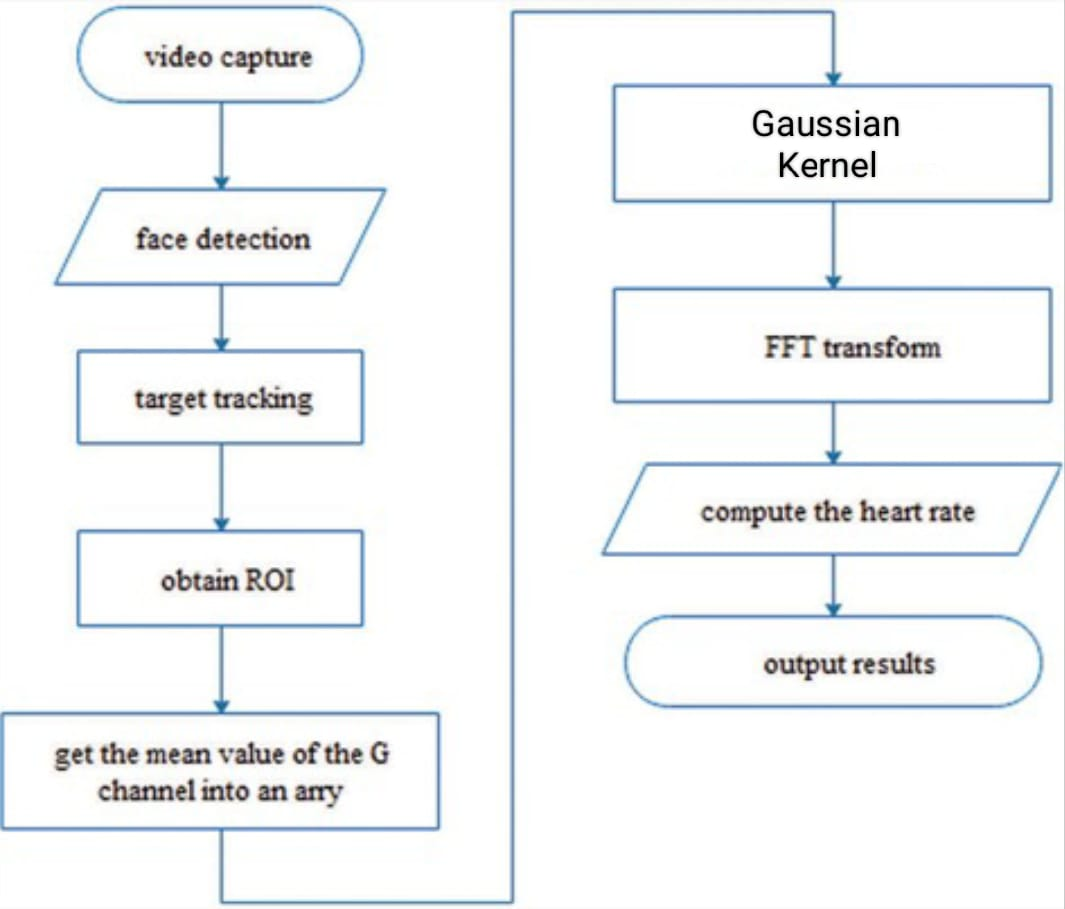 video capture
face detection
target tracking
obtain ROI
get the mean value of the G
channel into an arry
Gaussian
Kernel
FFT transform
compute the heart rate
output results